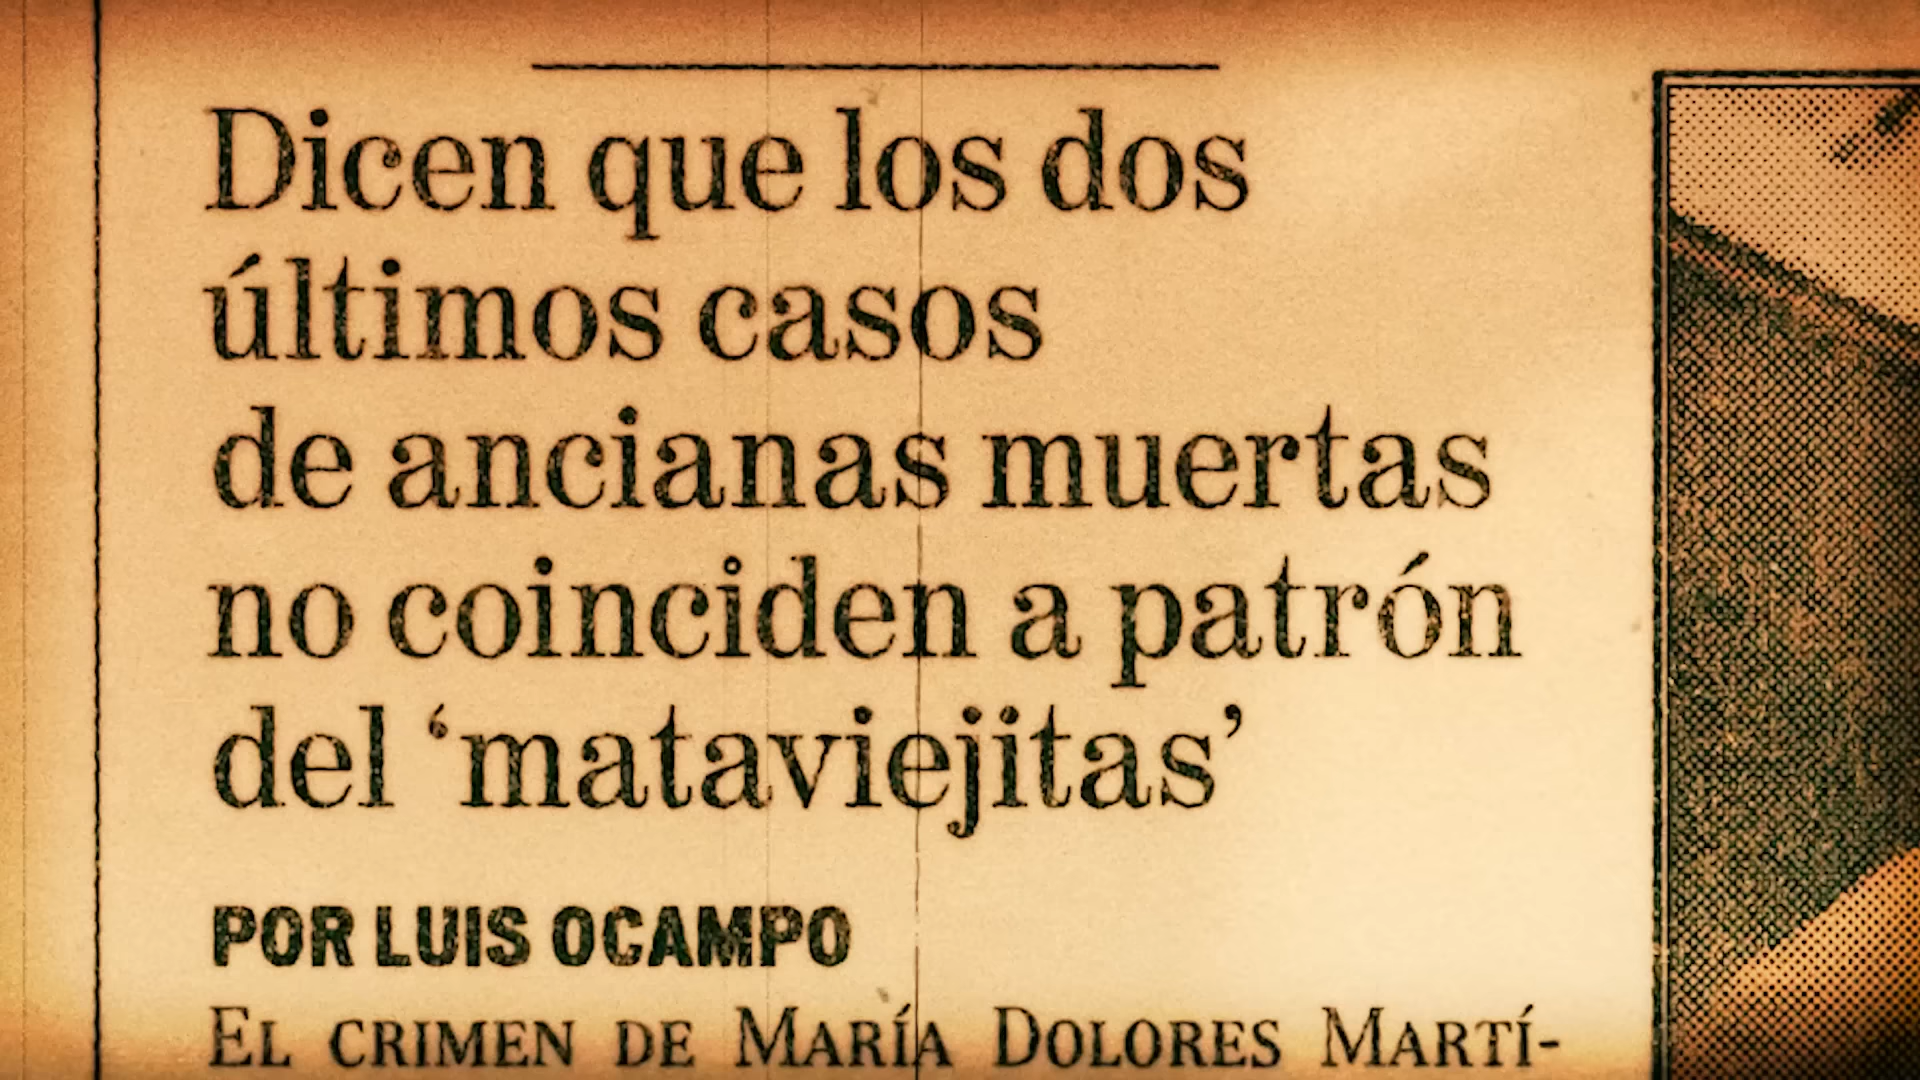 Dicen que los dos
últimos casos
de ancianas muertas
no coinciden a patrón
del ‘mataviejitas’
POR LUIS OCAMPO
EL CRIMEN DE MARÍA DOLORES MARTÍ-